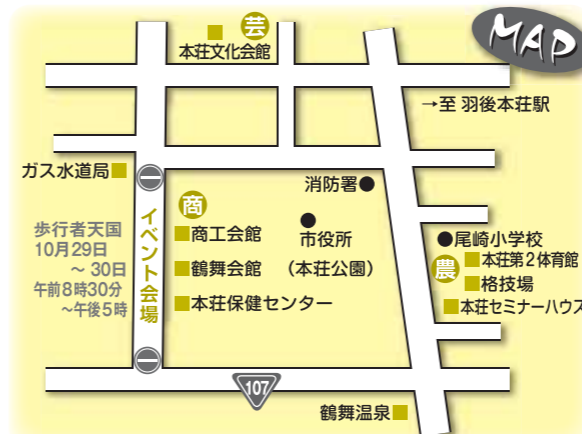 MAP
芸
本荘文化会館
→至 羽後本荘駅
ガス水道局
消防署
商
商工会館
市役所
鶴舞会館
(本荘公園)
本荘保健センター
歩行者天国
10月29日
~ 30日
午前8時30分
~午後5時
イベント会場
尾崎小学校
農
本荘第2体育館
格技場
本荘セミナーハウス
107
鶴舞温泉